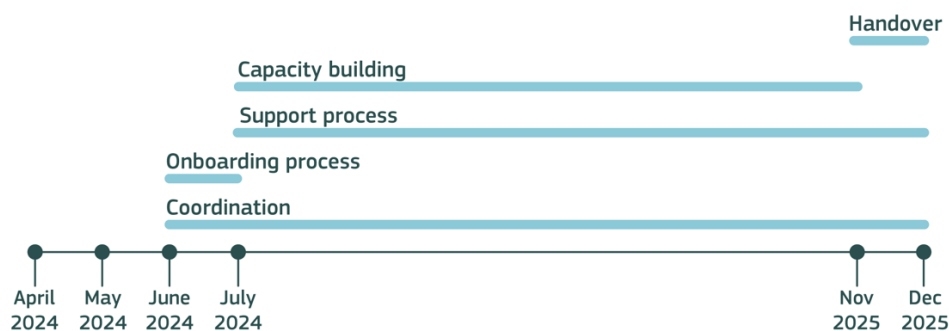 Handover
Capacity building
Support process
Onboarding process
Coordination
April May June July Nov Dec
2024 2024 2024 2024 2025 2025